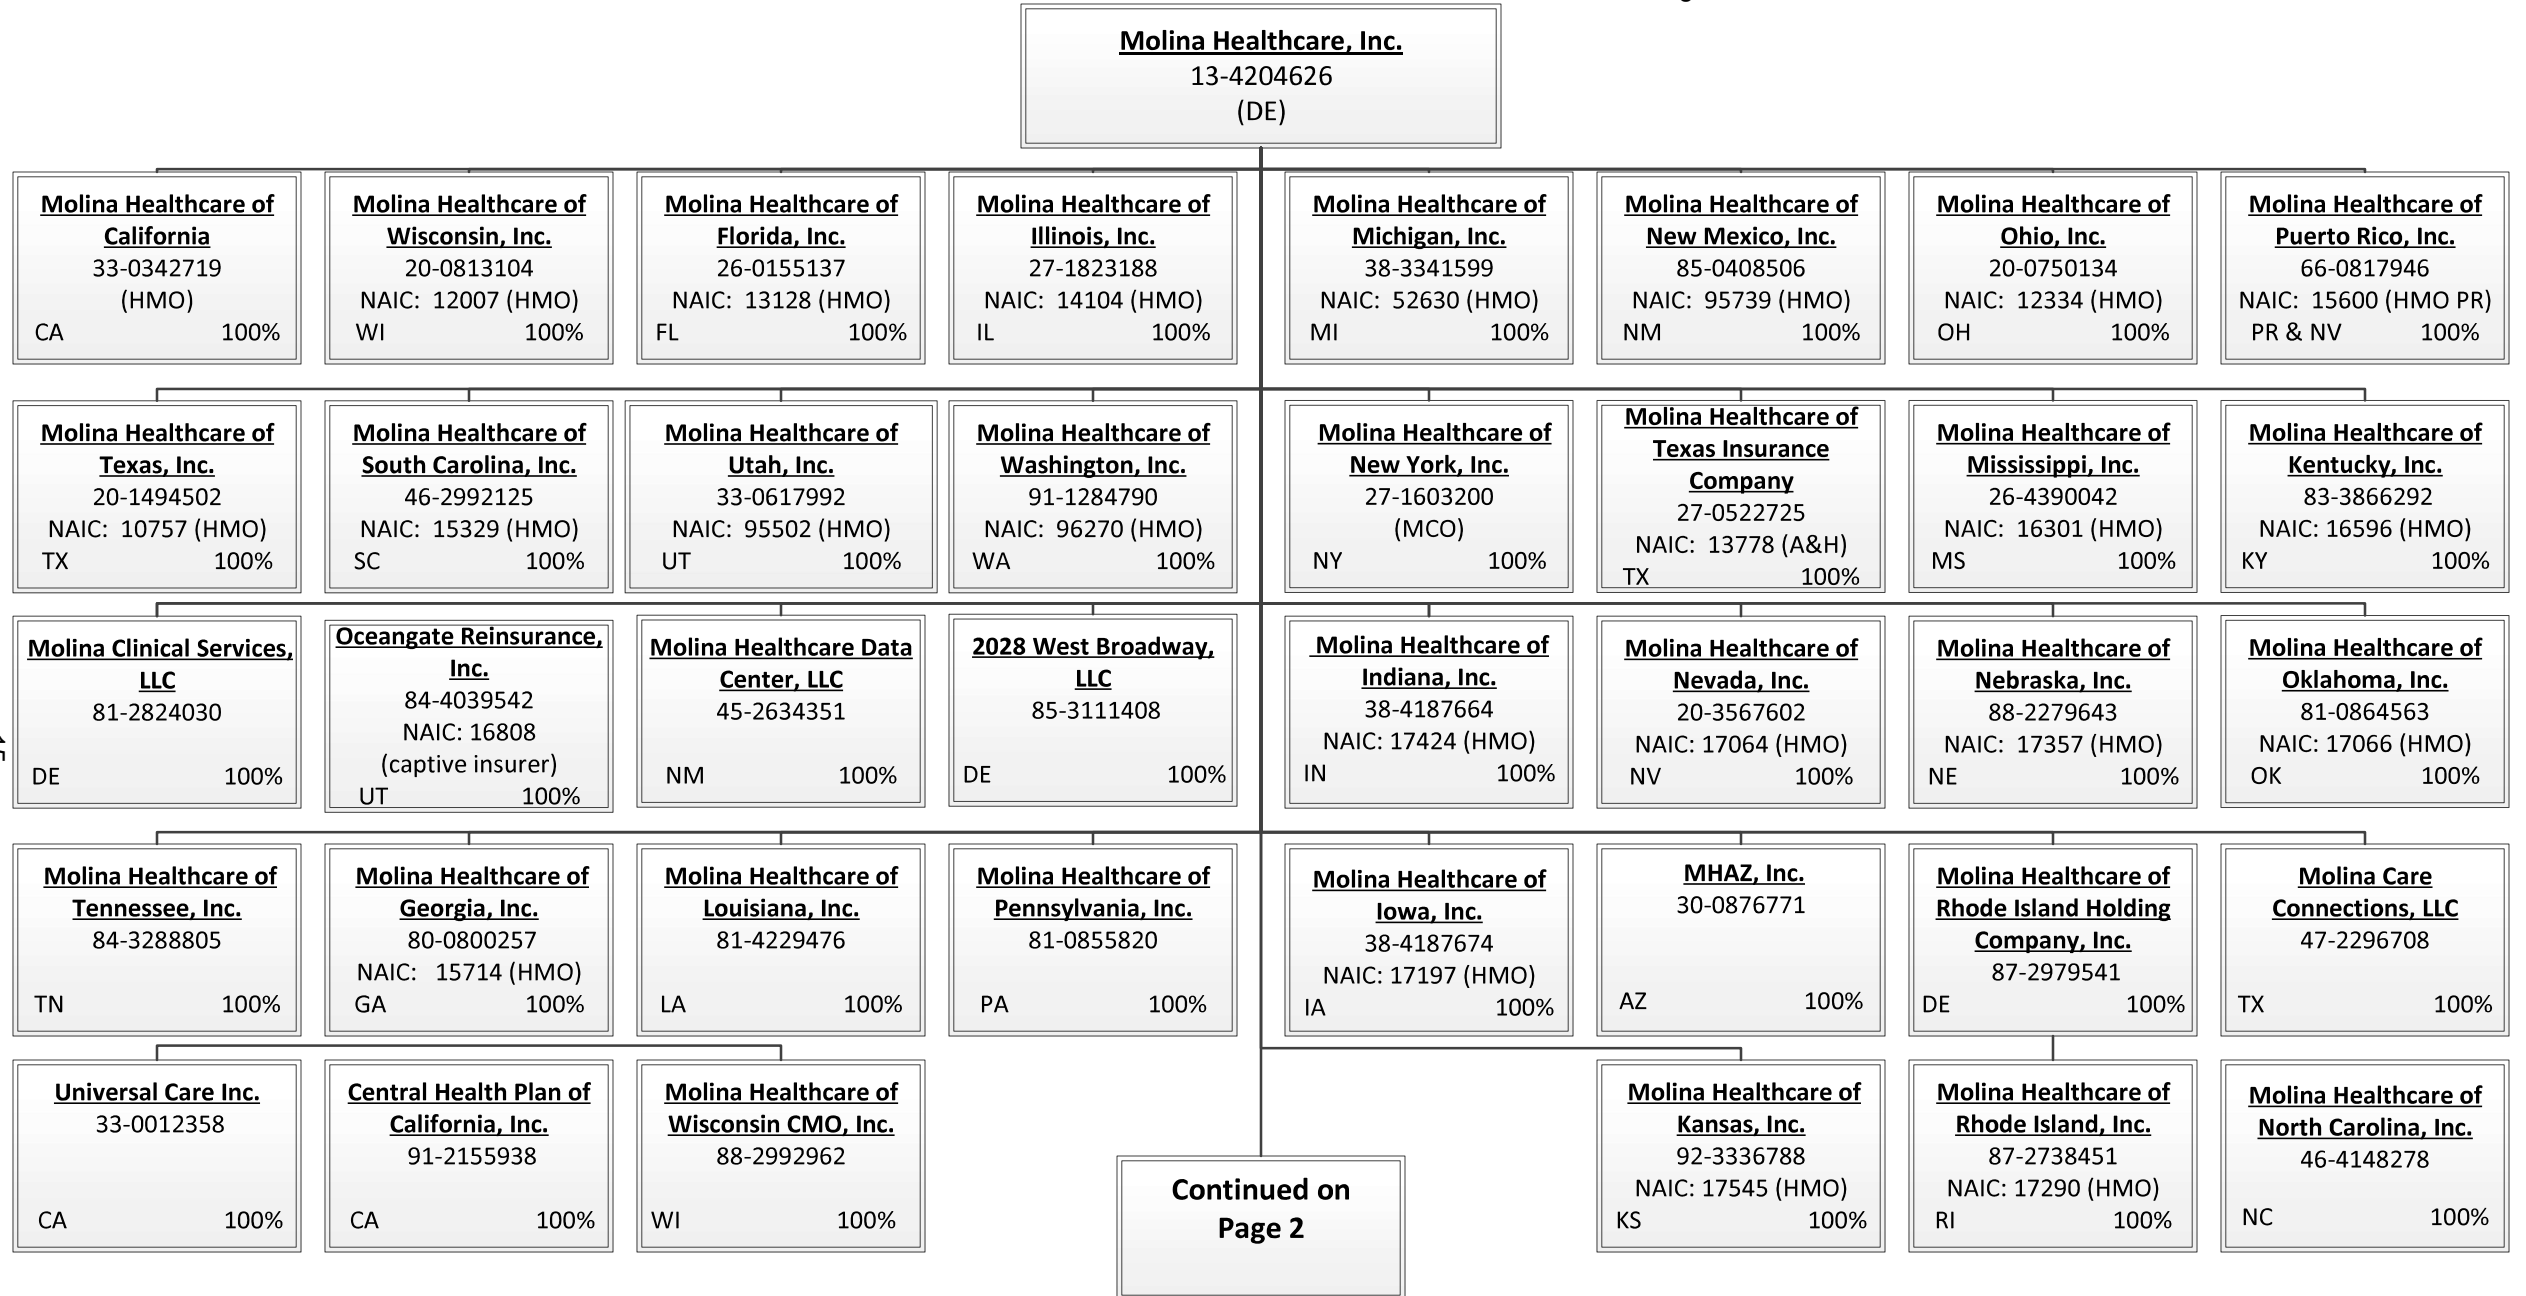 Molina Healthcare, Inc.
13-4204626
(DE)
Molina Healthcare of
California
33-0342719
(HMO)
CA 100%
Molina Healthcare of
Wisconsin, Inc.
20-0813104
NAIC: 12007 (HMO)
WI 100%
Molina Healthcare of
Florida, Inc.
26-0155137
NAIC: 13128 (HMO)
FL 100%
Molina Healthcare of
Illinois, Inc.
27-1823188
NAIC: 14104 (HMO)
IL 100%
Molina Healthcare of
Michigan, Inc.
38-3341599
NAIC: 52630 (HMO)
MI 100%
Molina Healthcare of
New Mexico, Inc.
85-0408506
NAIC: 95739 (HMO)
NM 100%
Molina Healthcare of
Ohio, Inc.
20-0750134
NAIC: 12334 (HMO)
OH 100%
Molina Healthcare of
Puerto Rico, Inc.
66-0817946
NAIC: 15600 (HMO PR)
PR & NV 100%
Molina Healthcare of
Texas, Inc.
20-1494502
NAIC: 10757 (HMO)
TX 100%
Molina Healthcare of
South Carolina, Inc.
46-2992125
NAIC: 15329 (HMO)
SC 100%
Molina Healthcare of
Utah, Inc.
33-0617992
NAIC: 95502 (HMO)
UT 100%
Molina Healthcare of
Washington, Inc.
91-1284790
NAIC: 96270 (HMO)
WA 100%
Molina Healthcare of
New York, Inc.
27-1603200
(MCO)
NY 100%
Molina Healthcare of
Texas Insurance
Company
27-0522725
NAIC: 13778 (A&H)
TX 100%
Molina Healthcare of
Mississippi, Inc.
26-4390042
NAIC: 16301 (HMO)
MS 100%
Molina Healthcare of
Kentucky, Inc.
83-3866292
NAIC: 16596 (HMO)
KY 100%
Molina Clinical Services,
LLC
81-2824030
DE 100%
Oceangate Reinsurance,
Inc.
84-4039542
NAIC: 16808
(captive insurer)
UT 100%
Molina Healthcare Data
Center, LLC
45-2634351
NM 100%
2028 West Broadway,
LLC
85-3111408
DE 100%
Molina Healthcare of
Indiana, Inc.
38-4187664
NAIC: 17424 (HMO)
IN 100%
Molina Healthcare of
Nevada, Inc.
20-3567602
NAIC: 17064 (HMO)
NV 100%
Molina Healthcare of
Nebraska, Inc.
88-2279643
NAIC: 17357 (HMO)
NE 100%
Molina Healthcare of
Oklahoma, Inc.
81-0864563
NAIC: 17066 (HMO)
OK 100%
Molina Healthcare of
Tennessee, Inc.
84-3288805
TN 100%
Molina Healthcare of
Georgia, Inc.
80-0800257
NAIC: 15714 (HMO)
GA 100%
Molina Healthcare of
Louisiana, Inc.
81-4229476
LA 100%
Molina Healthcare of
Pennsylvania, Inc.
81-0855820
PA 100%
Molina Healthcare of
Iowa, Inc.
38-4187674
NAIC: 17197 (HMO)
IA 100%
MHAZ, Inc.
30-0876771
AZ 100%
Molina Healthcare of
Rhode Island Holding
Company, Inc.
87-2979541
DE 100%
Molina Care
Connections, LLC
47-2296708
TX 100%
Universal Care Inc.
33-0012358
CA 100%
Central Health Plan of
California, Inc.
91-2155938
CA 100%
Molina Healthcare of
Wisconsin CMO, Inc.
88-2992962
WI 100%
Continued on
Page 2
Molina Healthcare of
Kansas, Inc.
92-3336788
NAIC: 17545 (HMO)
KS 100%
Molina Healthcare of
Rhode Island, Inc.
87-2738451
NAIC: 17290 (HMO)
RI 100%
Molina Healthcare of
North Carolina, Inc.
46-4148278
NC 100%